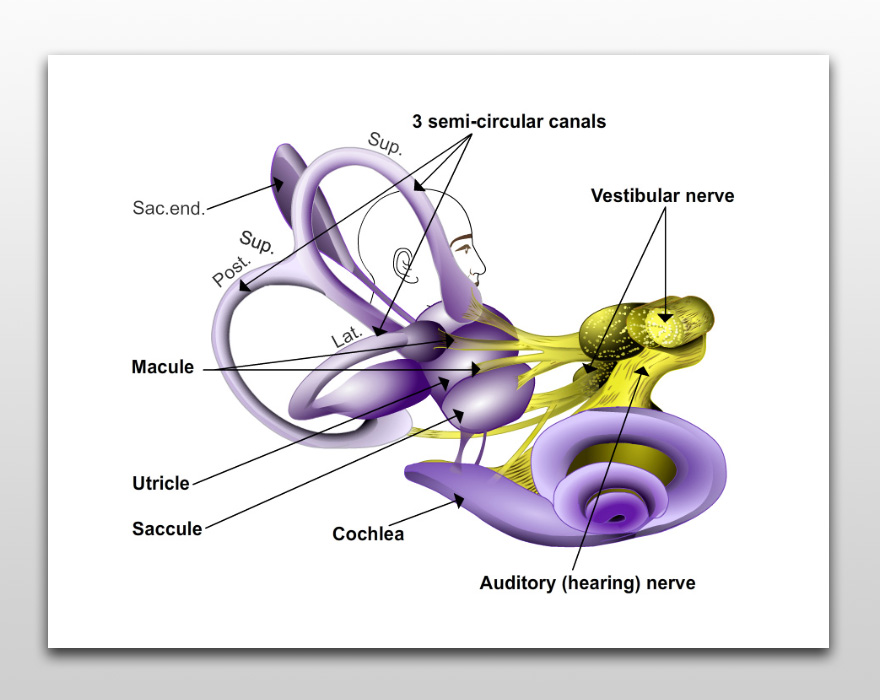 3 semi-circular canals
Sup.
Vestibular nerve
Sac.end.
Sup.
Post.
Lat.
Macule
Utricle
Saccule
Cochlea
Auditory (hearing) nerve